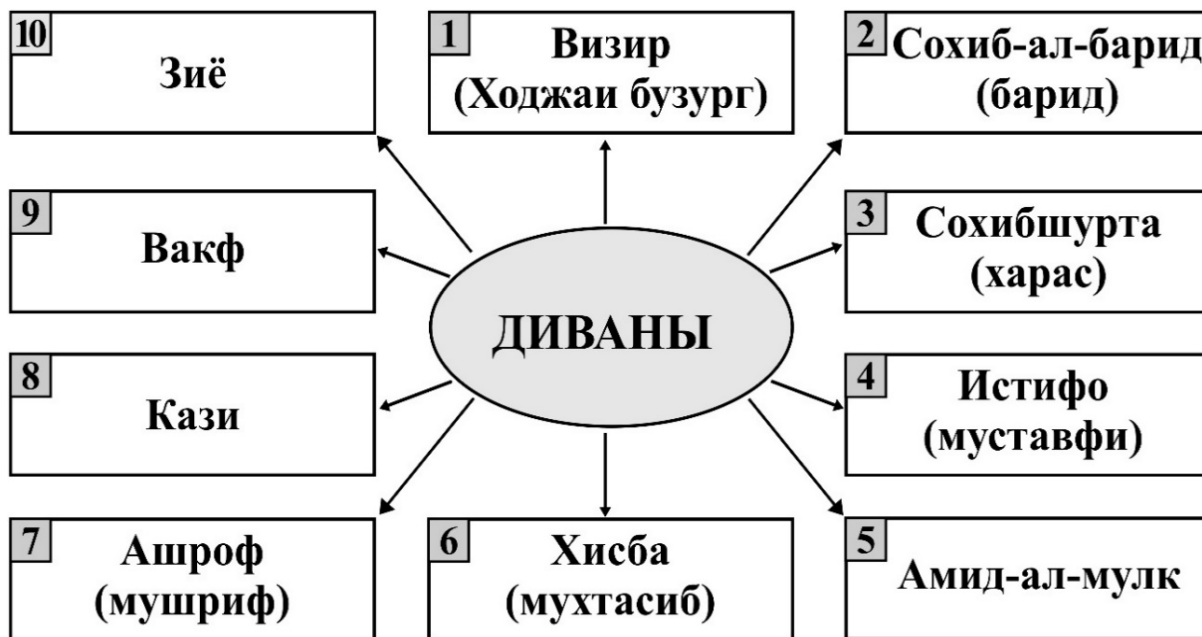 10
Зиё
1
Визир
(Ходжаи бузург)
2
Сохиб-ал-барид
(барид)
9
Вакф
3
Сохибшурта
(харас)
ДИВАНЫ
8
Кази
4
Истифо
(муставфи)
7
Ашроф
(мушриф)
6
Хисба
(мухтасиб)
5
Амид-ал-мулк